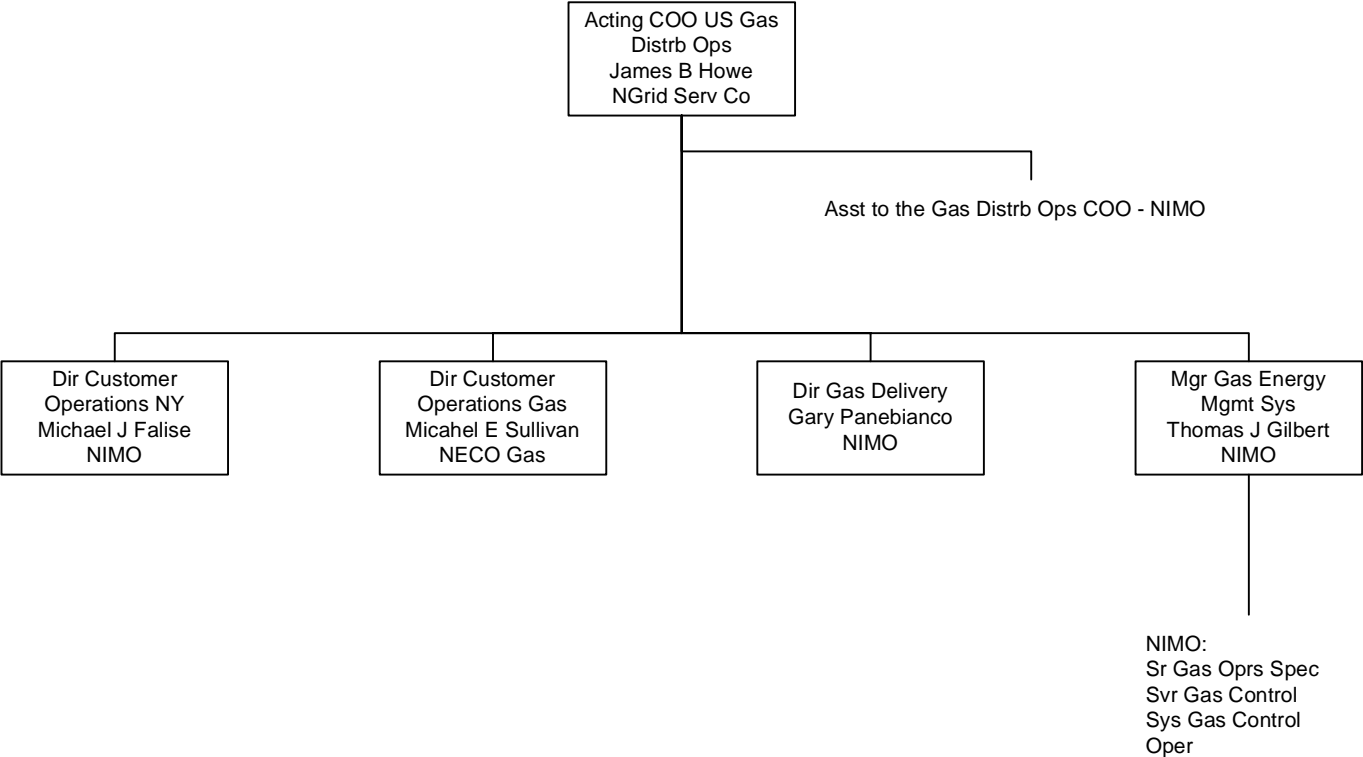 Acting COO US Gas
Distrb Ops
James B Howe
NGrid Serv Co
Asst to the Gas Distrb Ops COO - NIMO
Dir Customer
Operations NY
Michael J Falise
NIMO
Dir Customer
Operations Gas
Micahel E Sullivan
NECO Gas
Dir Gas Delivery
Gary Panebianco
NIMO
Mgr Gas Energy
Mgmt Sys
Thomas J Gilbert
NIMO
NIMO:
Sr Gas Oprs Spec
Svr Gas Control
Sys Gas Control
Oper